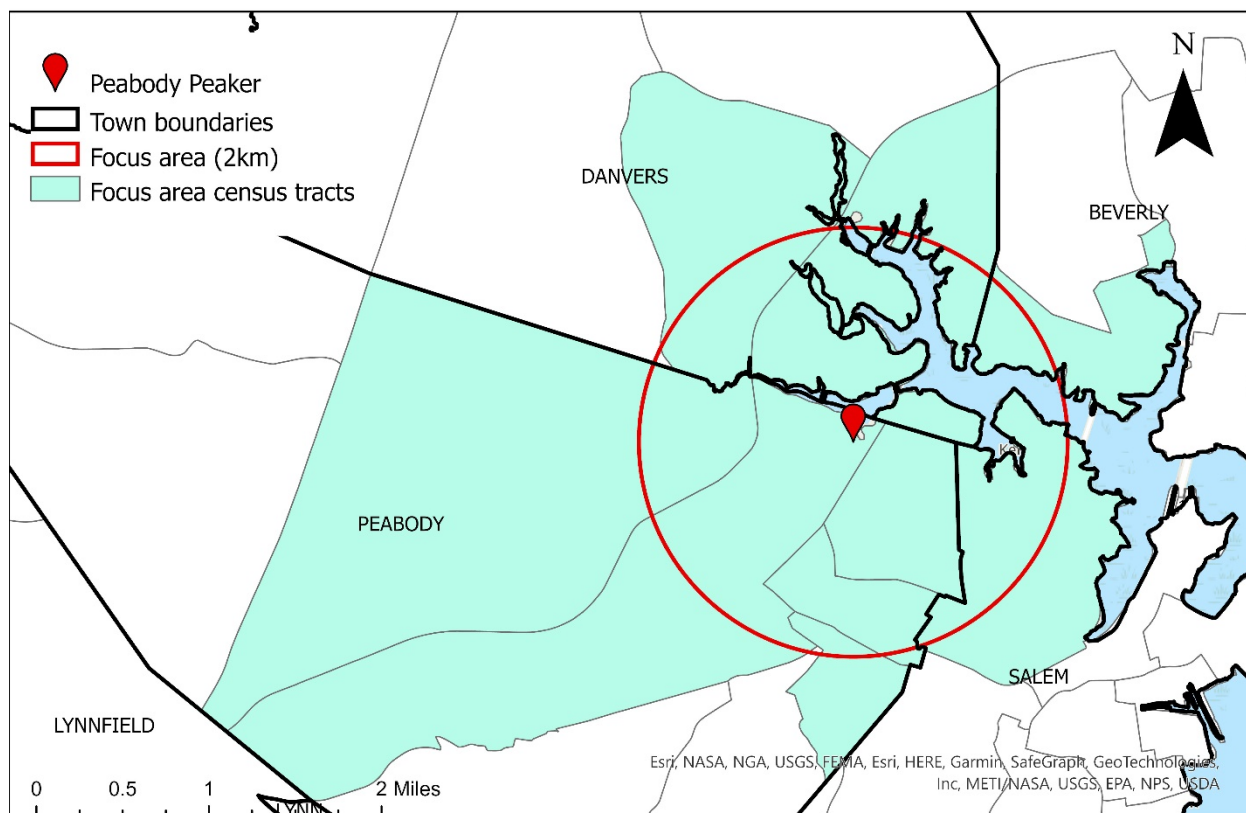 N
Peabody Peaker
Town boundaries
Focus area (2km)
Focus area census tracts
DANVERS
BEVERLY
PEABODY
SALEM
LYNNFIELD
LYNN
0 0.5 1 2 Miles
Esri, NASA, NGA, USGS, FEMA, Esri, HERE, Garmin, SafeGraph, GeoTechnologies,
Inc, METI/NASA, USGS, EPA, NPS, USDA